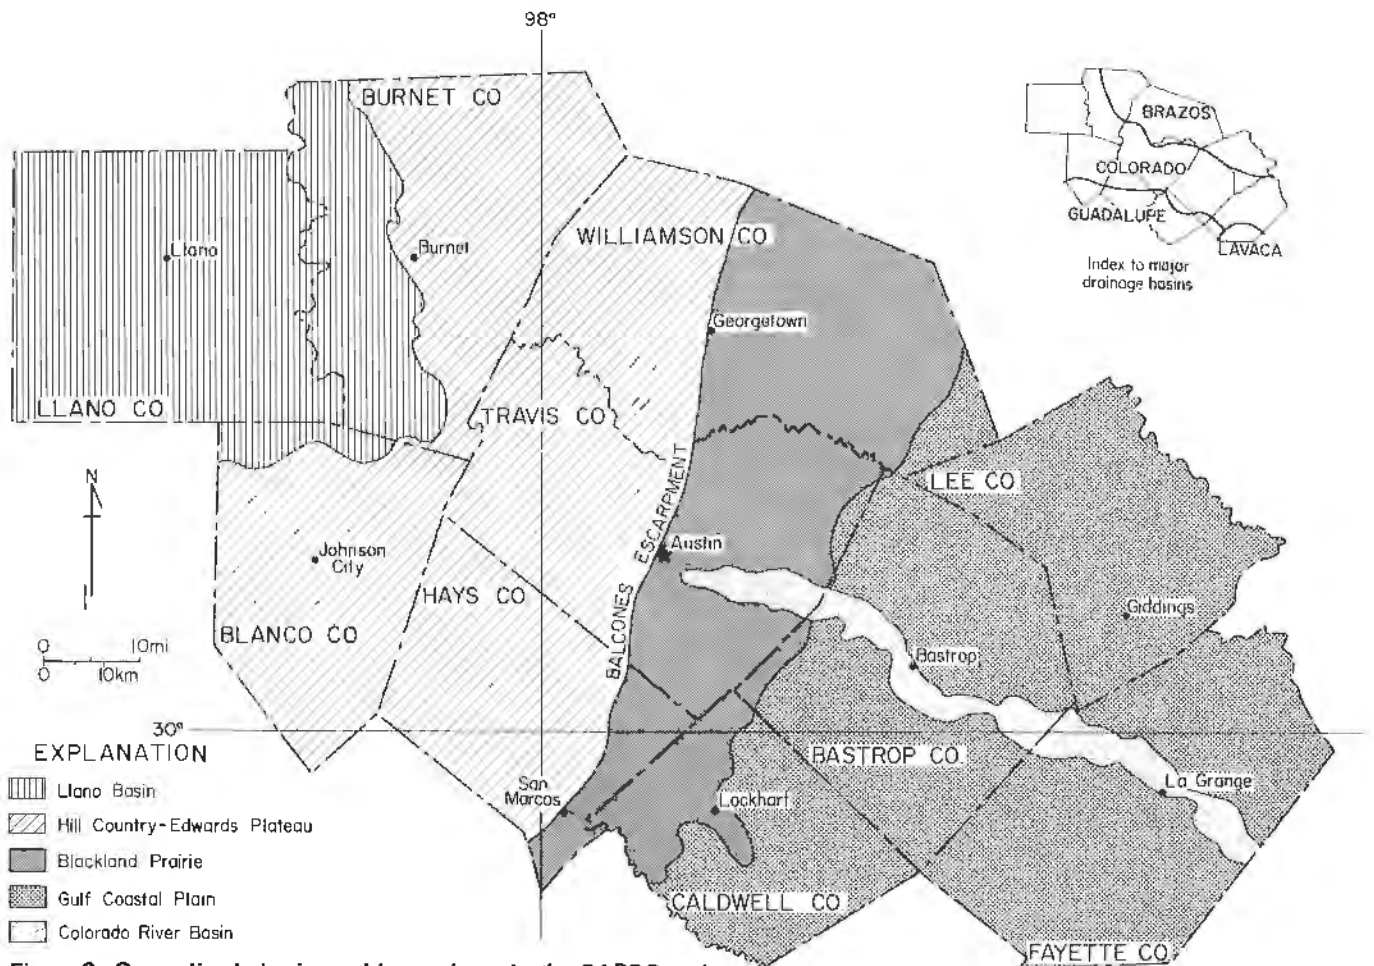 98°
BURNET CO
BRAZOS
COLORADO
GUADALUPE
LAVACA
Index to major
drainage basins
WILLIAMSON CO
Llano
Burnet
Georgetown
LLANO CO
TRAVIS CO
N
LEE CO
BALCONES ESCARPMENT
Austin
Johnson
City
HAYS CO
Giddings
BLANCO CO
0 10mi
0 10km
Bastrop
30°
EXPLANATION
BASTROP CO.
Llano Basin
San
Marcos
Lockhart
La Grange
Hill Country-Edwards Plateau
Blackland Prairie
Gulf Coastal Plain
CALDWELL CO
Colorado River Basin
FAYETTE CO.